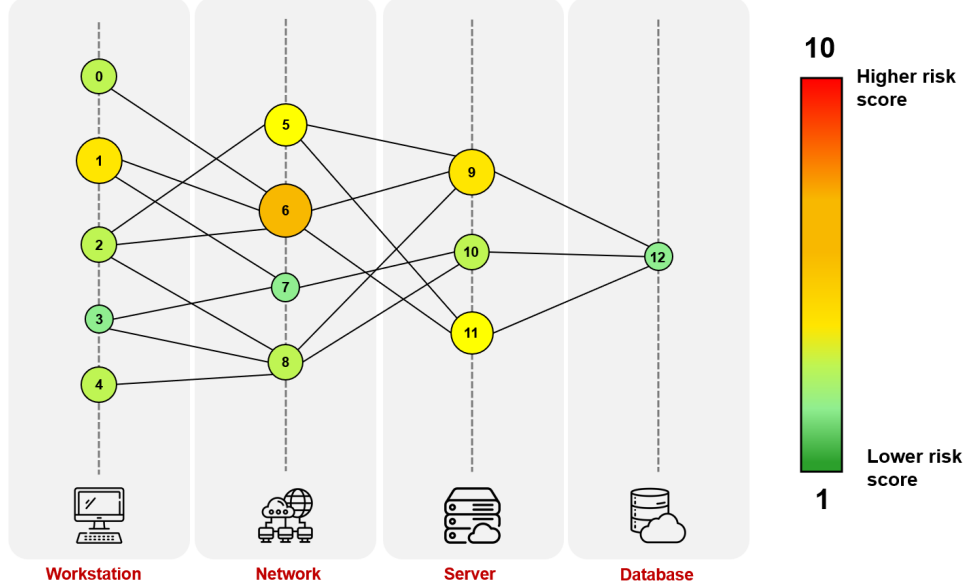 0
1
2
3
4
5
6
7
8
9
10
11
12
Workstation
Network
Server
Database
10
Higher risk
score
Lower risk
score
1